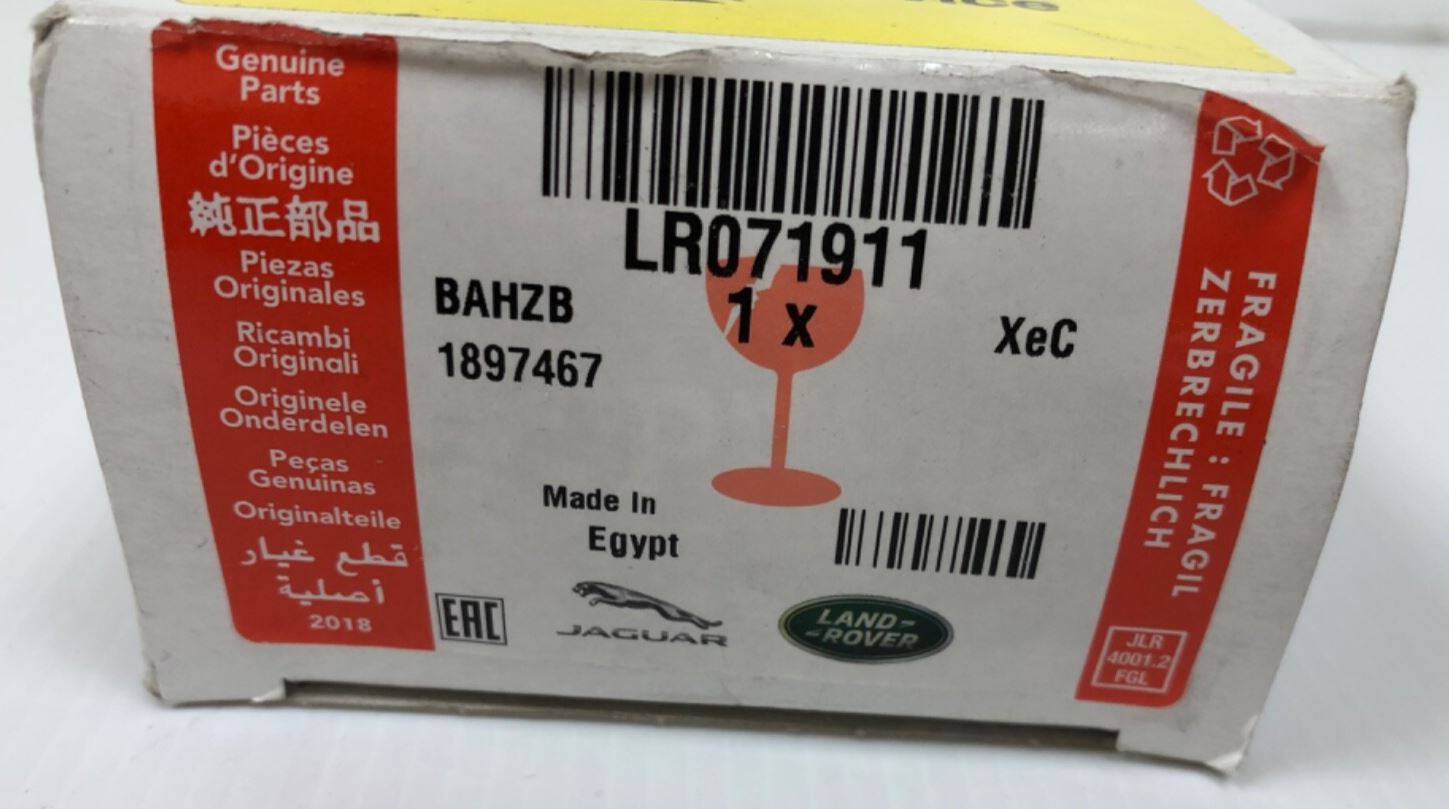 Genuine
Parts
Pièces
d'Origine
純正部品
Piezas
Originales
Ricambi
Originali
Originele
Onderdelen
Peças
Genuinas
Originalteile
قطع غيار
أصلية
2018
LR071911
1 x
BAHZB
1897467
XeC
Made In
Egypt
EAC
JAGUAR
LAND-
-ROVER
FRAGILE : FRAGIL
ZERBRECHLICH
JLR
4001.2
FGL